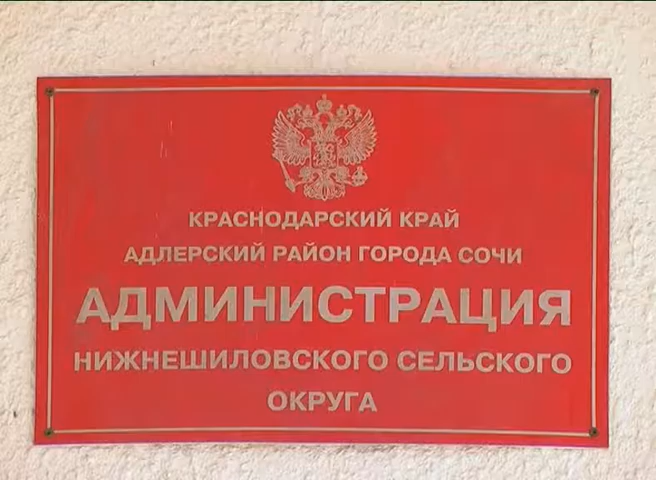 КРАСНОДАРСКИЙ КРАЙ
АДЛЕРСКИЙ РАЙОН ГОРОДА СОЧИ
АДМИНИСТРАЦИЯ
НИЖНЕШИЛОВСКОГО СЕЛЬСКОГО
ОКРУГА